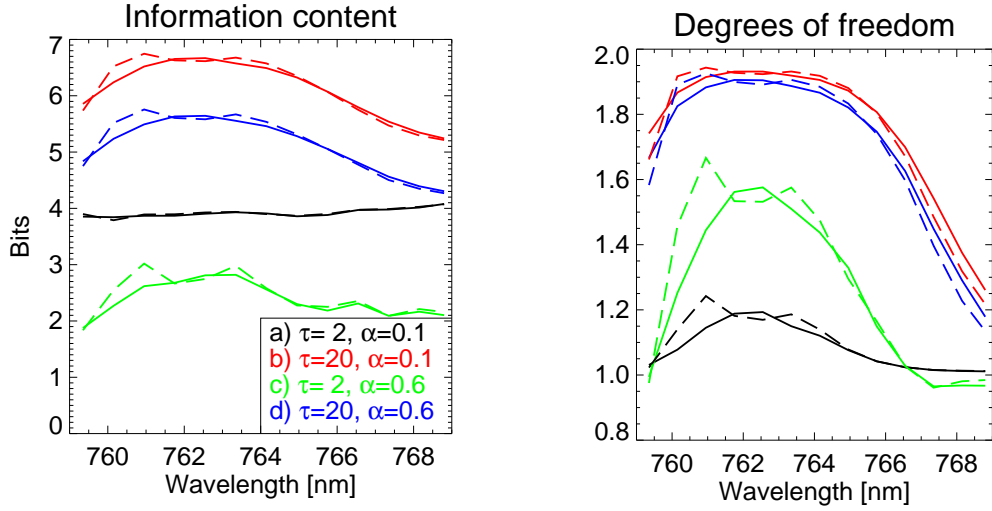 Information content
7
6
5
4
3
2
1
0
Bits
760 762 764 766 768
Wavelength [nm]
a) τ= 2, α=0.1
b) τ=20, α=0.1
c) τ= 2, α=0.6
d) τ=20, α=0.6
Degrees of freedom
2.0
1.8
1.6
1.4
1.2
1.0
0.8
760 762 764 766 768
Wavelength [nm]